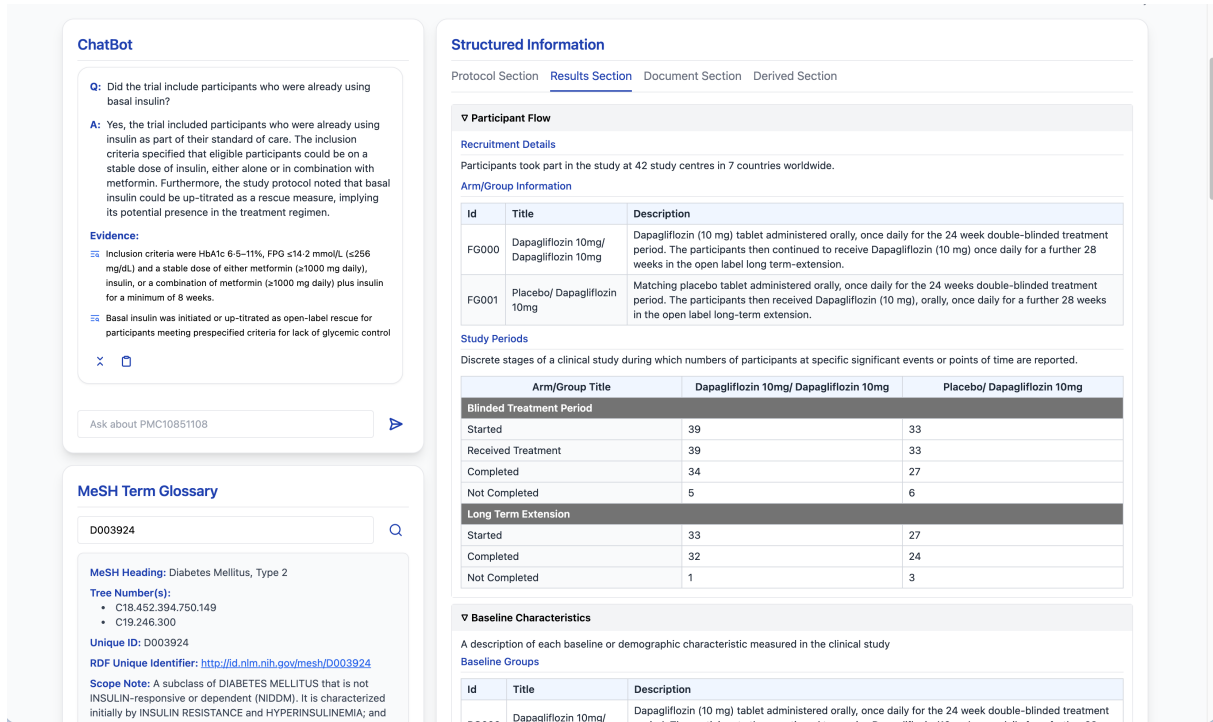 ChatBot
Q: Did the trial include participants who were already using
basal insulin?
A: Yes, the trial included participants who were already using
insulin as part of their standard of care. The inclusion
criteria specified that eligible participants could be on a
stable dose of insulin, either alone or in combination with
metformin. Furthermore, the study protocol noted that basal
insulin could be up-titrated as a rescue measure, implying
its potential presence in the treatment regimen.
Evidence:
Inclusion criteria were HbA1c 6·5–11%, FPG ≤14·2 mmol/L (≤256
mg/dL) and a stable dose of either metformin (≥1000 mg daily),
insulin, or a combination of metformin (≥1000 mg daily) plus insulin
for a minimum of 8 weeks.
Basal insulin was initiated or up-titrated as open-label rescue for
participants meeting prespecified criteria for lack of glycemic control
Ask about PMC10851108
MeSH Term Glossary
D003924
MeSH Heading: Diabetes Mellitus, Type 2
Tree Number(s):
• C18.452.394.750.149
• C19.246.300
Unique ID: D003924
RDF Unique Identifier: http://id.nlm.nih.gov/mesh/D003924
Scope Note: A subclass of DIABETES MELLITUS that is not
INSULIN-responsive or dependent (NIDDM). It is characterized
initially by INSULIN RESISTANCE and HYPERINSULINEMIA; and
Structured Information
Protocol Section Results Section Document Section Derived Section
∇ Participant Flow
Recruitment Details
Participants took part in the study at 42 study centres in 7 countries worldwide.
Arm/Group Information
Id Title Description
FG000 Dapagliflozin 10mg/ Dapagliflozin 10mg Dapagliflozin (10 mg) tablet administered orally, once daily for the 24 week double-blinded treatment
period. The participants then continued to receive Dapagliflozin (10 mg) once daily for a further 28
weeks in the open label long term-extension.
FG001 Placebo/ Dapagliflozin 10mg Matching placebo tablet administered orally, once daily for the 24 weeks double-blinded treatment
period. The participants then received Dapagliflozin (10 mg), orally, once daily for a further 28 weeks
in the open label long-term extension.
Study Periods
Discrete stages of a clinical study during which numbers of participants at specific significant events or points of time are reported.
Arm/Group Title Dapagliflozin 10mg/ Dapagliflozin 10mg Placebo/ Dapagliflozin 10mg
Blinded Treatment Period
Started 39 33
Received Treatment 39 33
Completed 34 27
Not Completed 5 6
Long Term Extension
Started 33 27
Completed 32 24
Not Completed 1 3
∇ Baseline Characteristics
A description of each baseline or demographic characteristic measured in the clinical study
Baseline Groups
Id Title Description
Dapagliflozin 10mg/ Dapagliflozin (10 mg) tablet administered orally, once daily for the 24 week double-blinded treatment